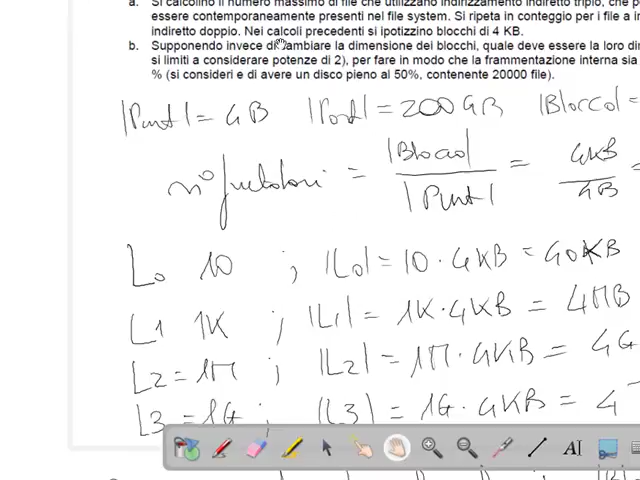 a. Si calcolino il numero massimo di file che utilizzano indirizzamento indiretto triplo, che p
essere contemporaneamente presenti nel file system. Si ripeta in conteggio per i file a i
indiretto doppio. Nei calcoli precedenti si ipotizzino blocchi di 4 KB.
b. Supponendo invece di cambiare la dimensione dei blocchi, quale deve essere la loro di
si limiti a considerare potenze di 2), per fare in modo che la frammentazione interna sia
% (si consideri e di avere un disco pieno al 50%, contenente 20000 file).
|Punt| = 4B |Part| = 200GB |Blocco| =
n° puntatori = |Blocco| / |Punt| = 4KB / 4B =
L0 10 ; |L0| = 10 · 4KB = 40KB
L1 1K ; |L1| = 1K · 4KB = 4MB
L2 = 1M ; |L2| = 1M · 4KB = 4G
L3 = 1G ; |L3| = 1G · 4KB = 4
AI